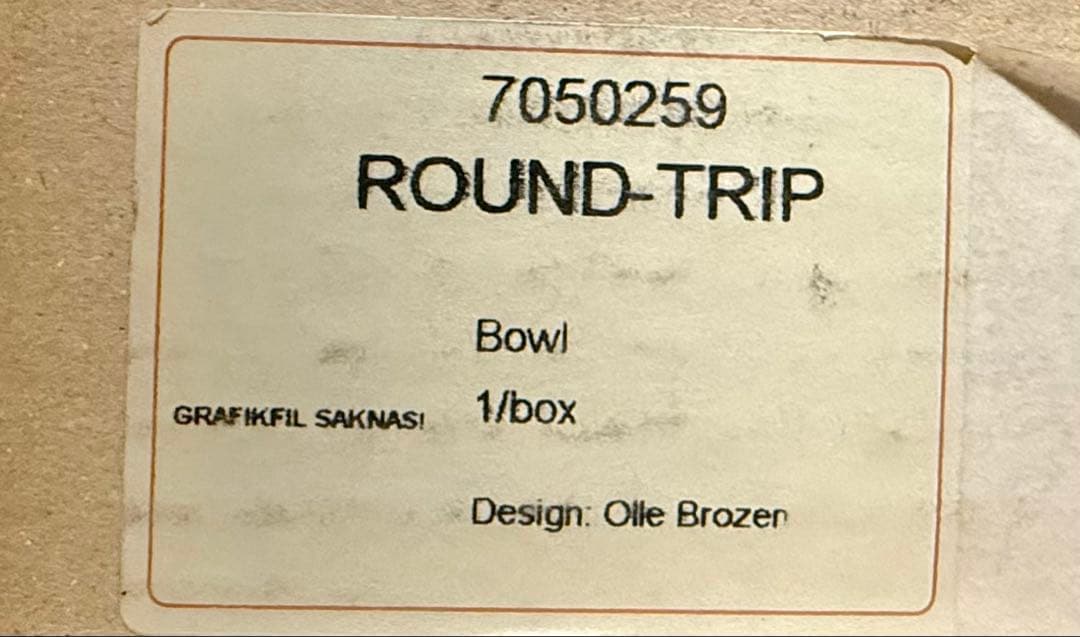 7050259
ROUND-TRIP
Bowl
GRAFIKFIL SAKNAS!
1/box
Design: Olle Brozen